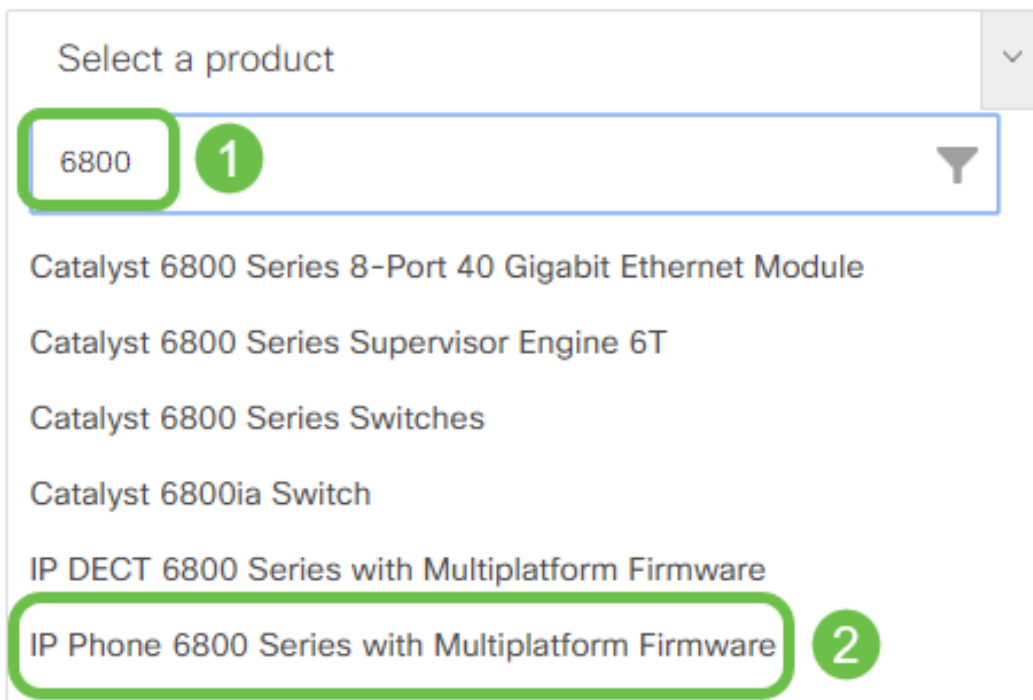 Select a product
6800 1
Catalyst 6800 Series 8-Port 40 Gigabit Ethernet Module
Catalyst 6800 Series Supervisor Engine 6T
Catalyst 6800 Series Switches
Catalyst 6800ia Switch
IP DECT 6800 Series with Multiplatform Firmware
IP Phone 6800 Series with Multiplatform Firmware 2